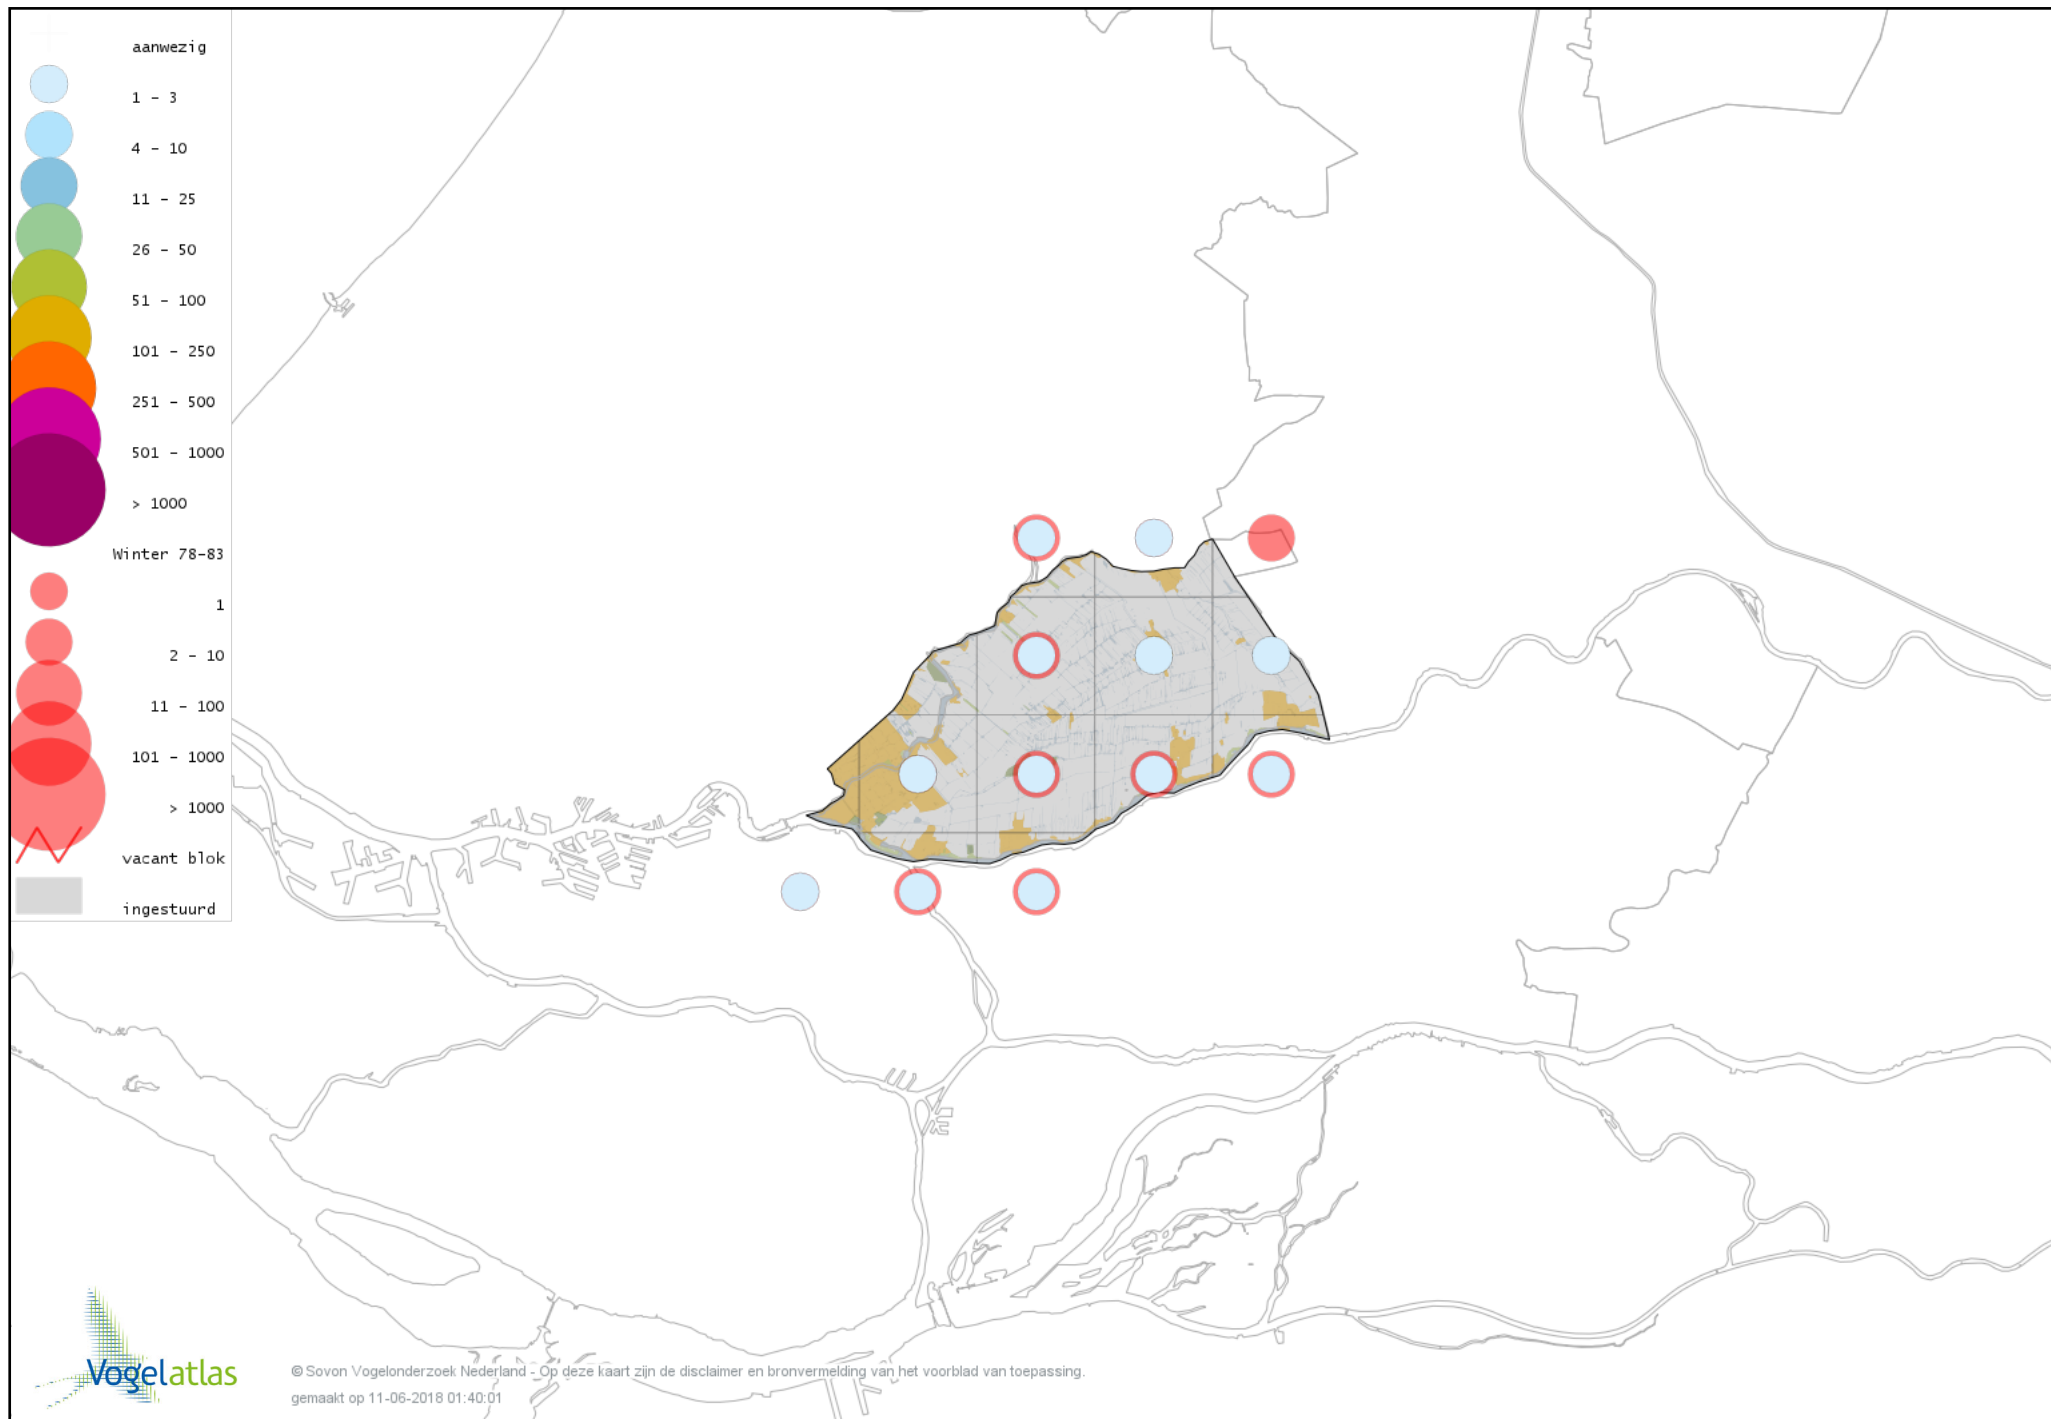 aanwezig
1 - 3
4 - 10
11 - 25
26 - 50
51 - 100
101 - 250
251 - 500
501 - 1000
> 1000
Winter 78-83
1
2 - 10
11 - 100
101 - 1000
> 1000
vacant blok
ingestuurd
Vogelatlas
© Sovon Vogelonderzoek Nederland - Op deze kaart zijn de disclaimer en bronvermelding van het voorblad van toepassing.
gemaakt op 11-06-2018 01:40:01